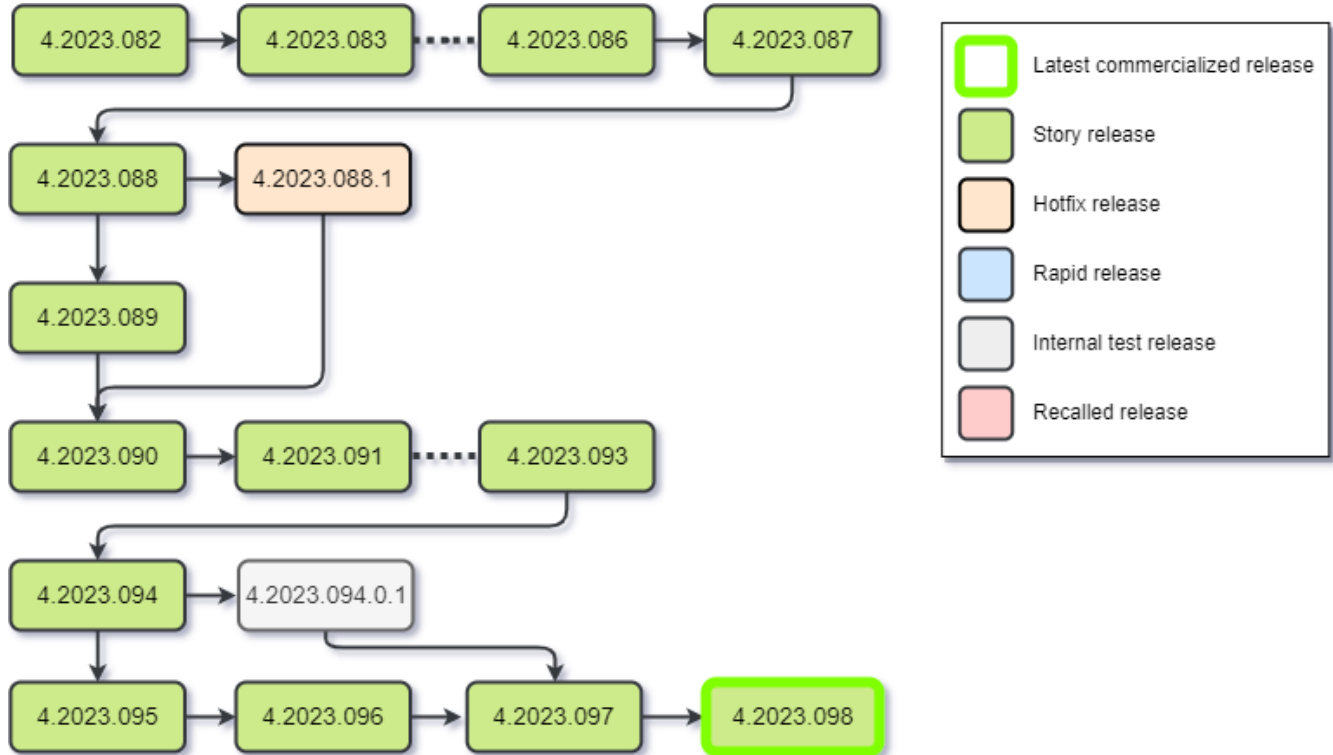 4.2023.082
4.2023.083
4.2023.086
4.2023.087
4.2023.088
4.2023.088.1
4.2023.089
4.2023.090
4.2023.091
4.2023.093
4.2023.094
4.2023.094.0.1
4.2023.095
4.2023.096
4.2023.097
4.2023.098
Latest commercialized release
Story release
Hotfix release
Rapid release
Internal test release
Recalled release